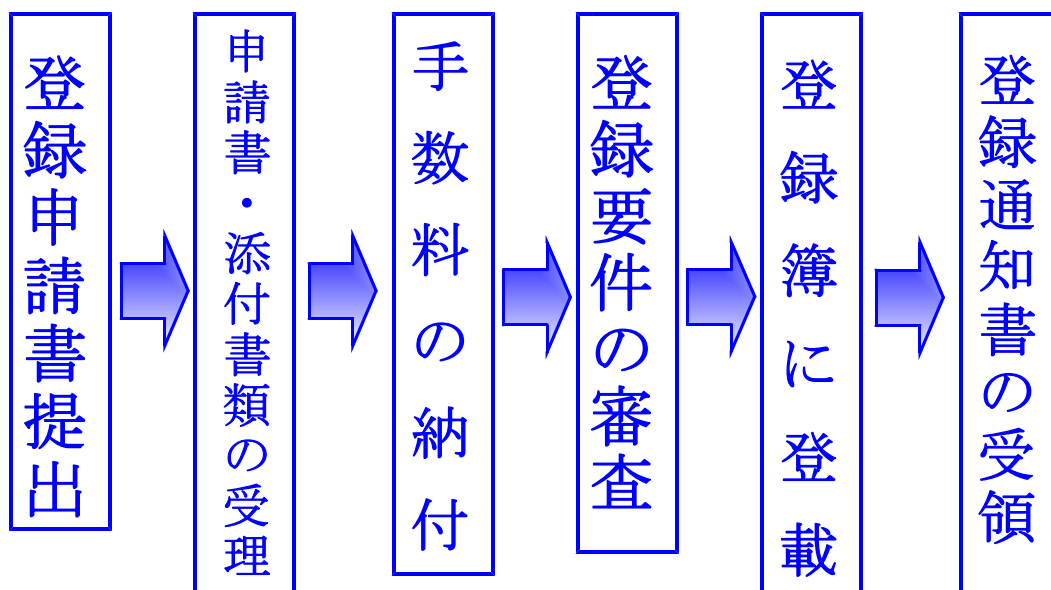 登録申請書提出
申請書・添付書類の受理
手数料の納付
登録要件の審査
登録簿に登載
登録通知書の受領